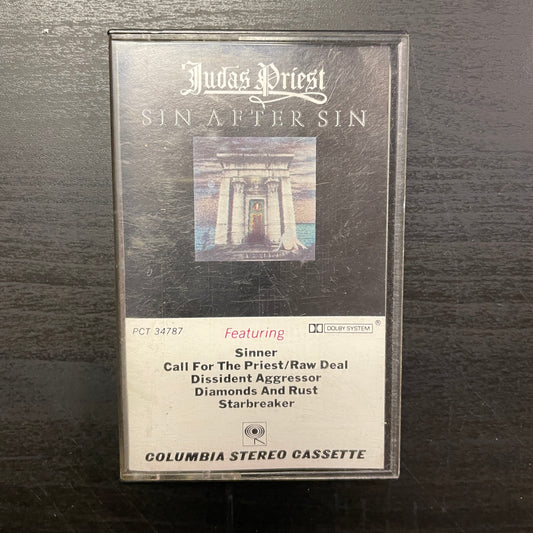 Judas Priest
SIN AFTER SIN
PCT 34787
Featuring
DOLBY SYSTEM ®
Sinner
Call For The Priest/Raw Deal
Dissident Aggressor
Diamonds And Rust
Starbreaker
COLUMBIA STEREO CASSETTE